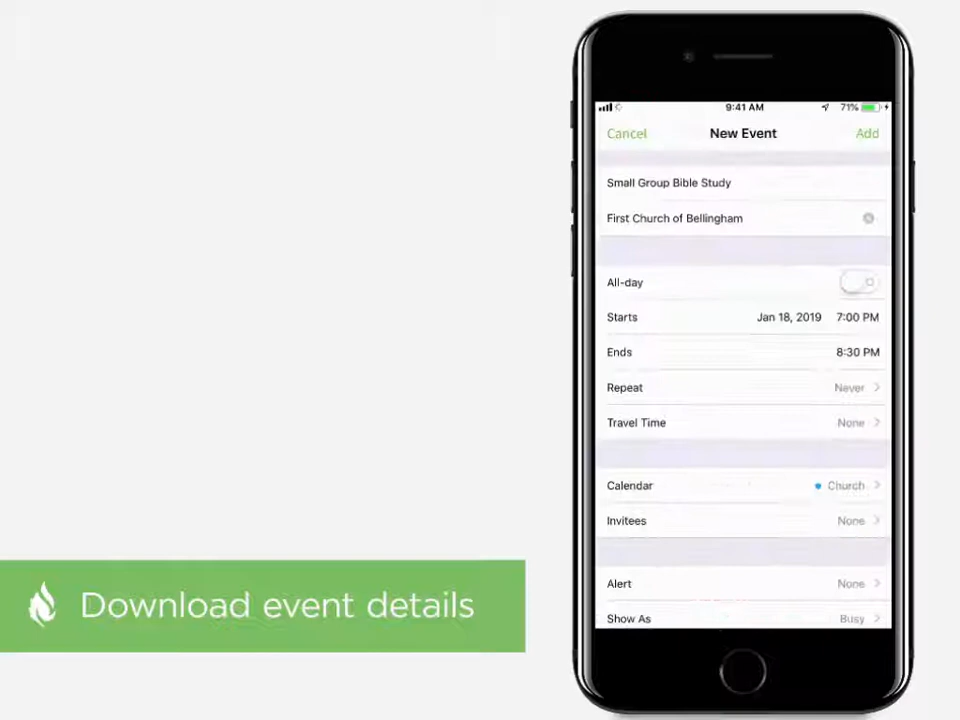 9:41 AM 71%
Cancel New Event Add
Small Group Bible Study
First Church of Bellingham
All-day
Starts Jan 18, 2019 7:00 PM
Ends 8:30 PM
Repeat Never
Travel Time None
Calendar Church
Invitees None
Alert None
Show As Busy
Download event details